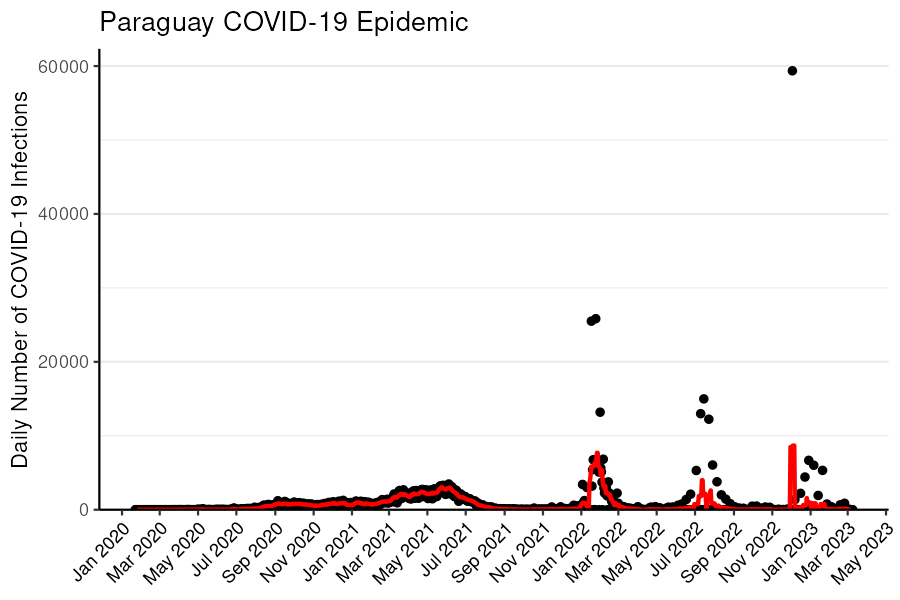 Paraguay COVID-19 Epidemic
Daily Number of COVID-19 Infections
60000
40000
20000
0
Jan 2020
Mar 2020
May 2020
Jul 2020
Sep 2020
Nov 2020
Jan 2021
Mar 2021
May 2021
Jul 2021
Sep 2021
Nov 2021
Jan 2022
Mar 2022
May 2022
Jul 2022
Sep 2022
Nov 2022
Jan 2023
Mar 2023
May 2023